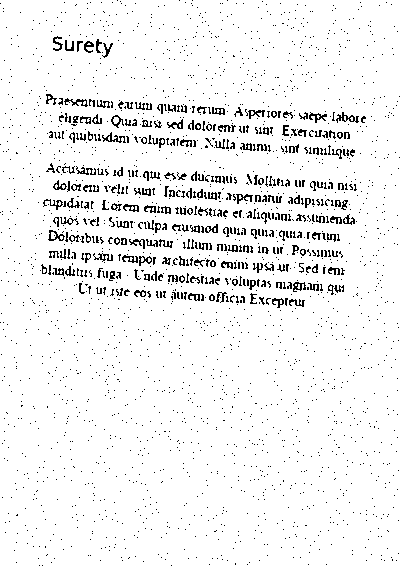 Surety
Praesentium earum quam rerum. Asperiores saepe labore
eligendi. Quia nisi sed dolorem ut sint. Exercitation
aut quibusdam voluptatem. Nulla animi, sint similique
Accusamus id ut qui esse ducimus. Mollitia ut quia nisi
dolorem velit sunt. Incididunt aspernatur adipisicing
cupidatat. Lorem enim molestiae et aliquam assumenda
quos vel. Sunt culpa eiusmod quia quia quia rerum
Doloribus consequatur, illum minim in ut. Possimus
nulla ipsam tempor architecto enim ipsa ut. Sed rem
blanditiis fuga. Unde molestiae voluptas magnam qui
Ut ut iste eos ut autem officia Excepteur